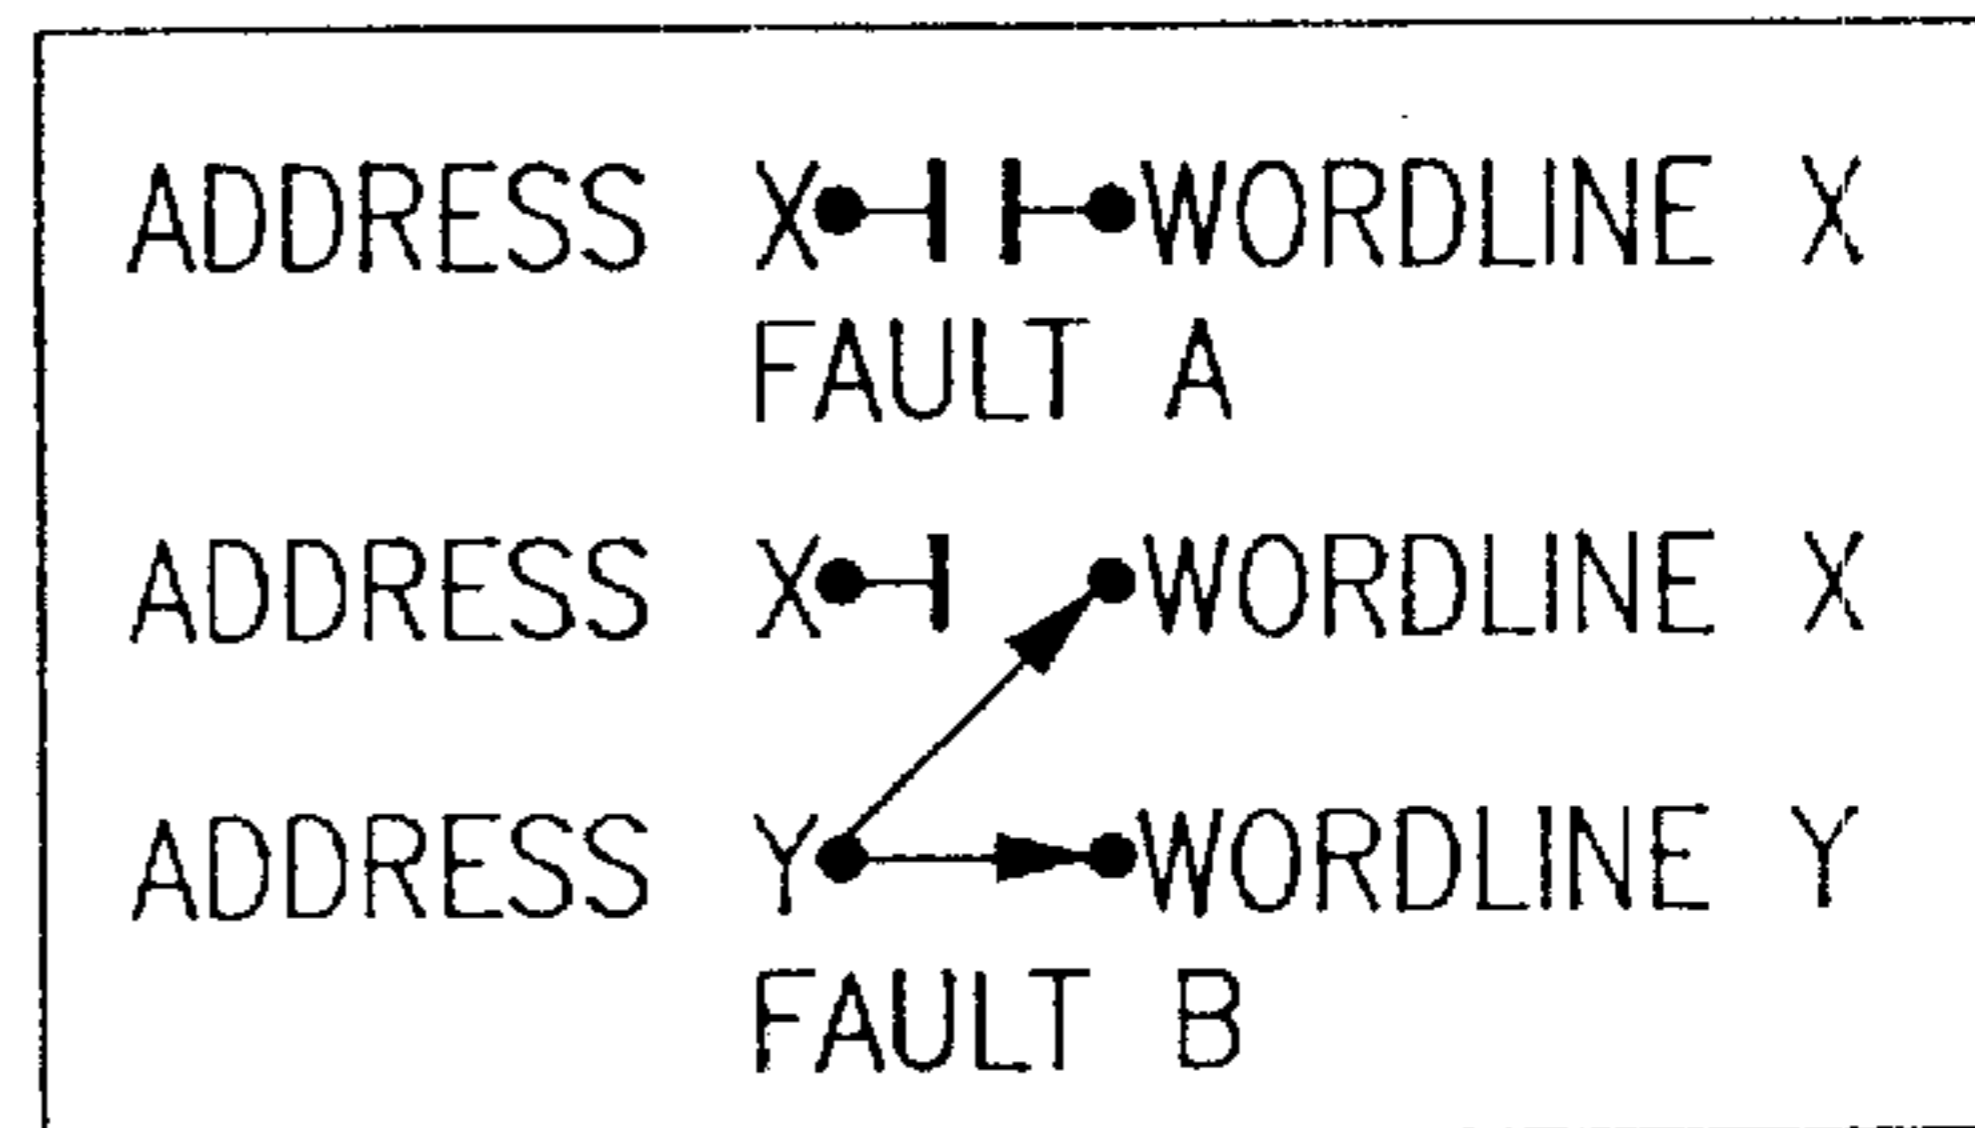 ADDRESS X WORDLINE X
FAULT A
ADDRESS X WORDLINE X
ADDRESS Y WORDLINE Y
FAULT B